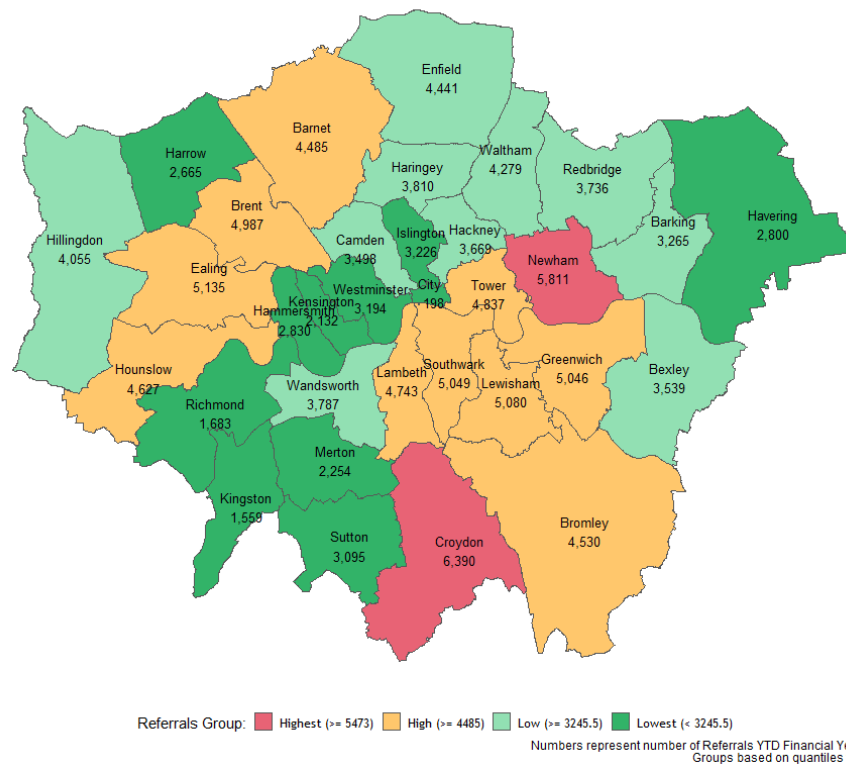 Enfield
4,441
Barnet
4,485
Waltham
4,279
Harrow
2,665
Redbridge
3,736
Haringey
3,810
Brent
4,987
Barking
3,265
Havering
2,800
Hillingdon
4,055
Camden
3,498
Islington
3,226
Hackney
3,669
Newham
5,811
Ealing
5,135
Westminster
3,194
City
198
Tower
4,837
Kensington
2,132
Hammersmith
2,830
Hounslow
4,627
Lambeth
4,743
Southwark
5,049
Greenwich
5,046
Lewisham
5,080
Bexley
3,539
Wandsworth
3,787
Richmond
1,683
Merton
2,254
Kingston
1,559
Bromley
4,530
Sutton
3,095
Croydon
6,390
Referrals Group: Highest (>= 5473) High (>= 4485) Low (>= 3245.5) Lowest (< 3245.5)
Numbers represent number of Referrals YTD Financial Ye
Groups based on quantiles